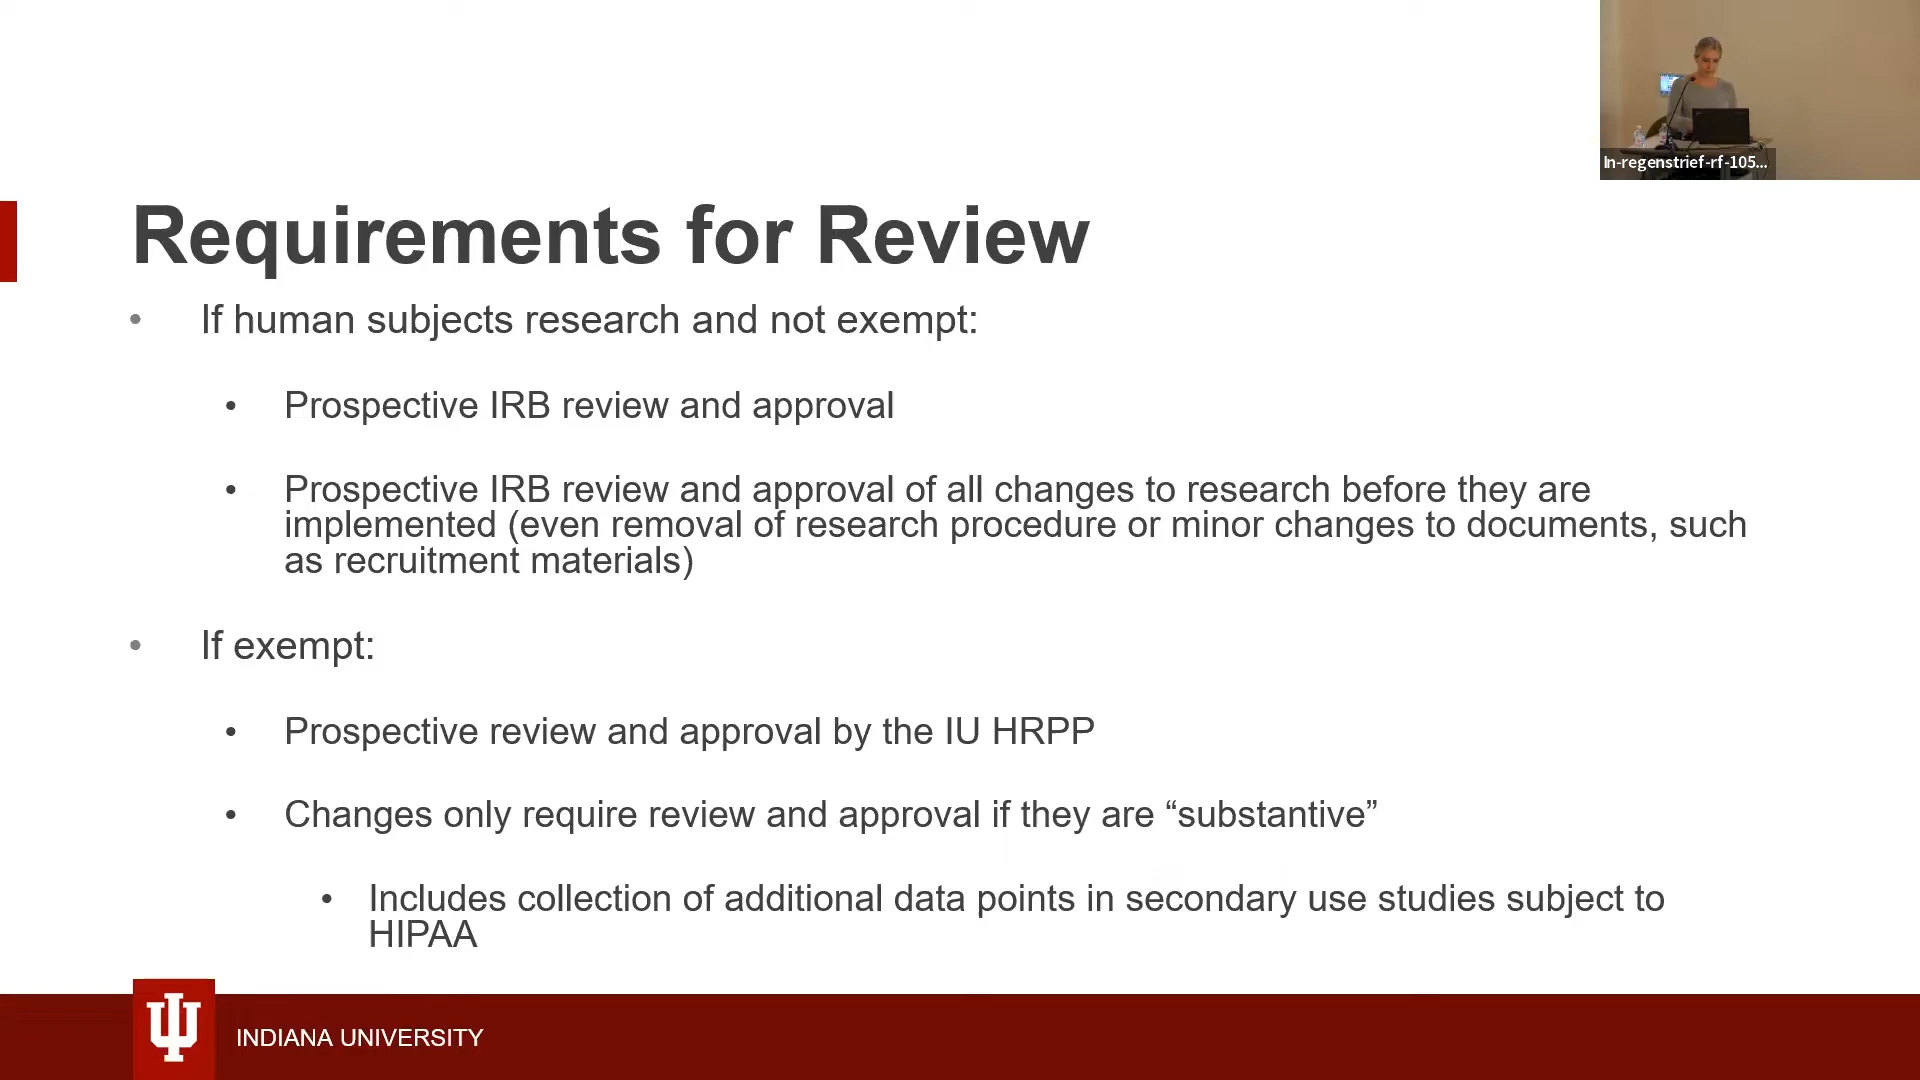 In-regenstrief-rf-105...
Requirements for Review
• If human subjects research and not exempt:
• Prospective IRB review and approval
• Prospective IRB review and approval of all changes to research before they are
implemented (even removal of research procedure or minor changes to documents, such
as recruitment materials)
• If exempt:
• Prospective review and approval by the IU HRPP
• Changes only require review and approval if they are “substantive”
• Includes collection of additional data points in secondary use studies subject to
HIPAA
INDIANA UNIVERSITY